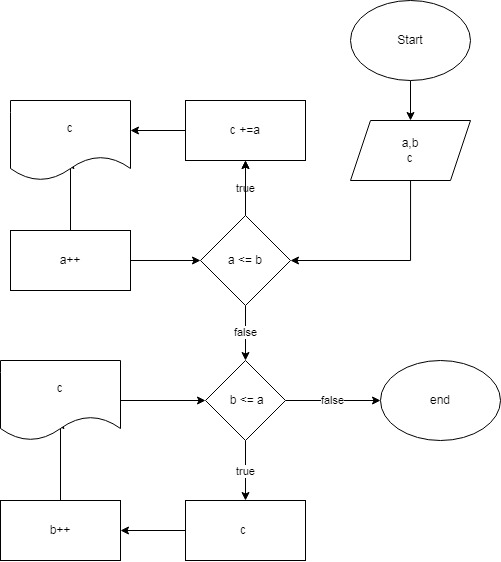 Start
a,b
c
c
c +=a
true
a++
a <= b
false
c
b <= a
false
end
true
b++
c